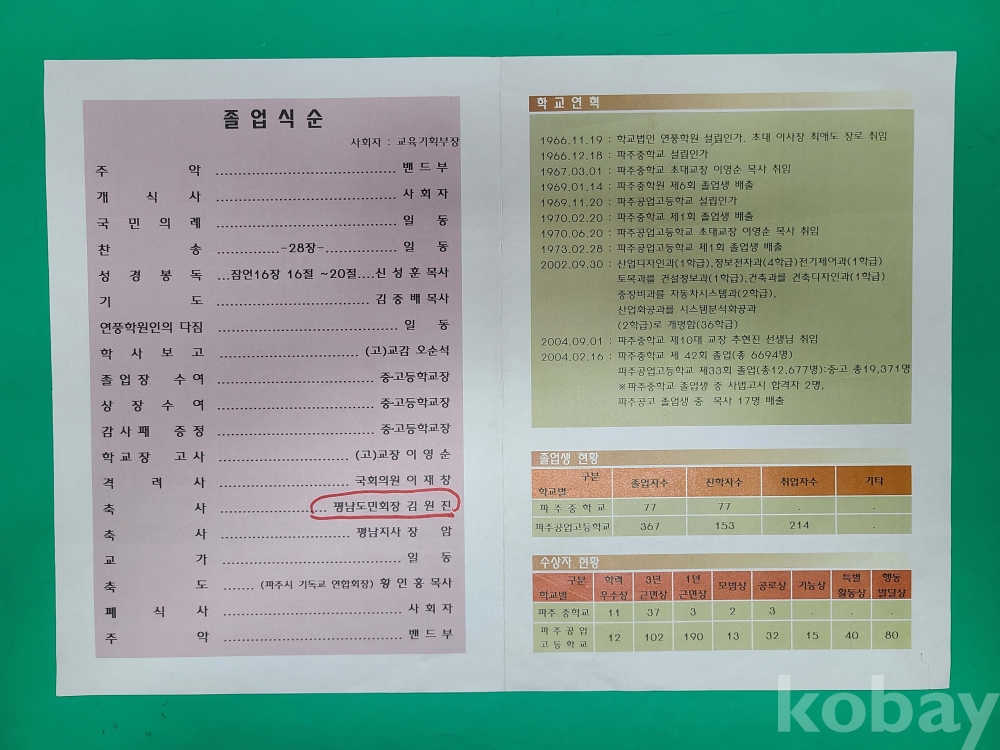 졸업식순
사회자 : 교육기획부장
주 악 ........................................ 밴드부
개 식 사 ........................................ 사회자
국 민 의 례 ........................................ 일 동
찬 송 ..............-28장-.............. 일 동
성 경 봉 독 ...잠언16장 16절 ~20절....신성훈목사
기 도 ........................................ 김중배목사
연풍학원인의 다짐 ........................................ 일 동
학 사 보 고 ........................................ (고)교감 오순석
졸 업 장 수 여 ........................................ 중·고등학교장
상 장 수 여 ........................................ 중·고등학교장
감 사 패 증 정 ........................................ 중·고등학교장
학 교 장 고 사 ........................................ (고)교장 이 영 순
격 려 사 ........................................ 국회의원 이 재 창
축 사 ........................................ 평남도민회장 김 원 진
축 사 ........................................ 평남지사 장 암
교 가 ........................................ 일 동
축 도 ........(파주시 기독교 연합회장) 황 인 홍 목사
폐 식 사 ........................................ 사 회 자
주 악 ........................................ 밴드부
학교연혁
1966.11.19 : 학교법인 연풍학원 설립인가, 초대 이사장 최애도 장로 취임
1966.12.18 : 파주중학교 설립인가
1967.03.01 : 파주중학교 초대교장 이영순 목사 취임
1969.01.14 : 파주중학원 제6회 졸업생 배출
1969.11.20 : 파주공업고등학교 설립인가
1970.02.20 : 파주중학교 제1회 졸업생 배출
1970.06.20 : 파주공업고등학교 초대교장 이영순 목사 취임
1973.02.28 : 파주공업고등학교 제1회 졸업생 배출
2002.09.30 : 산업디자인과(1학급),정보전자과(4학급)전기제어과(1학급)
토목과를 건설정보과(1학급),건축과를 건축디자인과(1학급)
중장비과를 자동차시스템과(2학급),
산업화공과를 시스템분석화공과
(2학급)로 개명함(36학급)
2004.09.01 : 파주중학교 제10대 교장 추현진 선생님 취임
2004.02.16 : 파주중학교 제 42회 졸업(총 6694명)
파주공업고등학교 제33회 졸업(총12,677명):중고 총19,371명
※파주중학교 졸업생 중 사법고시 합격자 2명,
파주공고 졸업생 중 목사 17명 배출
졸업생 현황
구분 학교별 졸업자수 진학자수 취업자수 기타
파 주 중 학 교 77 77 . .
파주공업고등학교 367 153 214 .
수상자 현황
구분 학교별 학력 우수상 3년 근면상 1년 근면상 모범상 공로상 기능상 특별 활동상 행동 발달상
파주 중학교 11 37 3 2 3 . . .
파 주 공 업 고 등 학 교 12 102 190 13 32 15 40 80
kobay